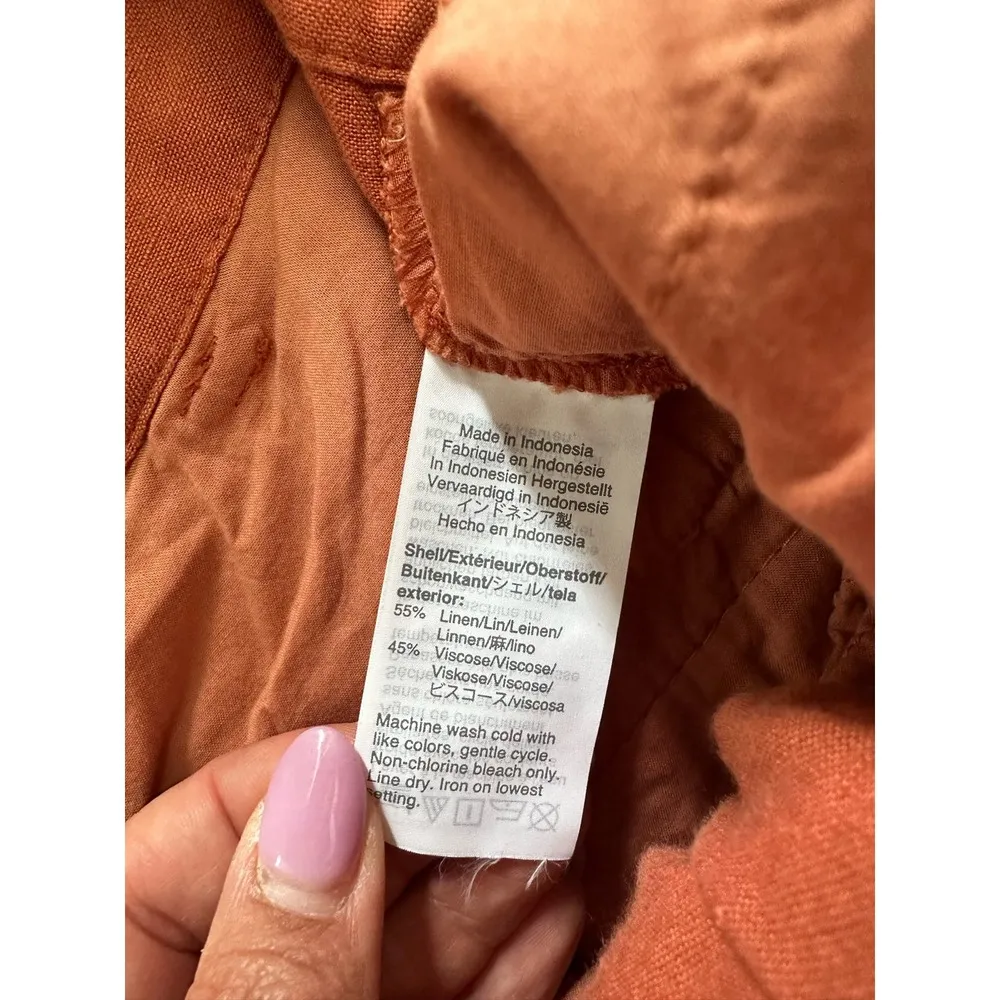 Made in Indonesia
Fabriqué en Indonésie
In Indonesien Hergestellt
Vervaardigd in Indonesië
インドネシア製
Hecho en Indonesia
Shell/Extérieur/Oberstoff/
Buitenkant/シェル/tela
exterior:
55% Linen/Lin/Leinen/
Linnen/麻/lino
45% Viscose/Viscose/
Viskose/Viscose/
ビスコース/viscosa
Machine wash cold with
like colors, gentle cycle.
Non-chlorine bleach only.
Line dry. Iron on lowest
setting.